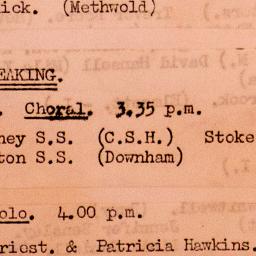 ick. (Methwold)
EAKING.
. Choral. 3.35 p.m.
ney S.S. (C.S.H.) Stoke
ton S.S. (Downham)
olo. 4.00 p.m.
riest. & Patricia Hawkins.